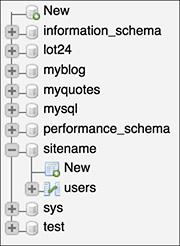 New
information_schema
lot24
myblog
myquotes
mysql
performance_schema
sitename
New
users
sys
test